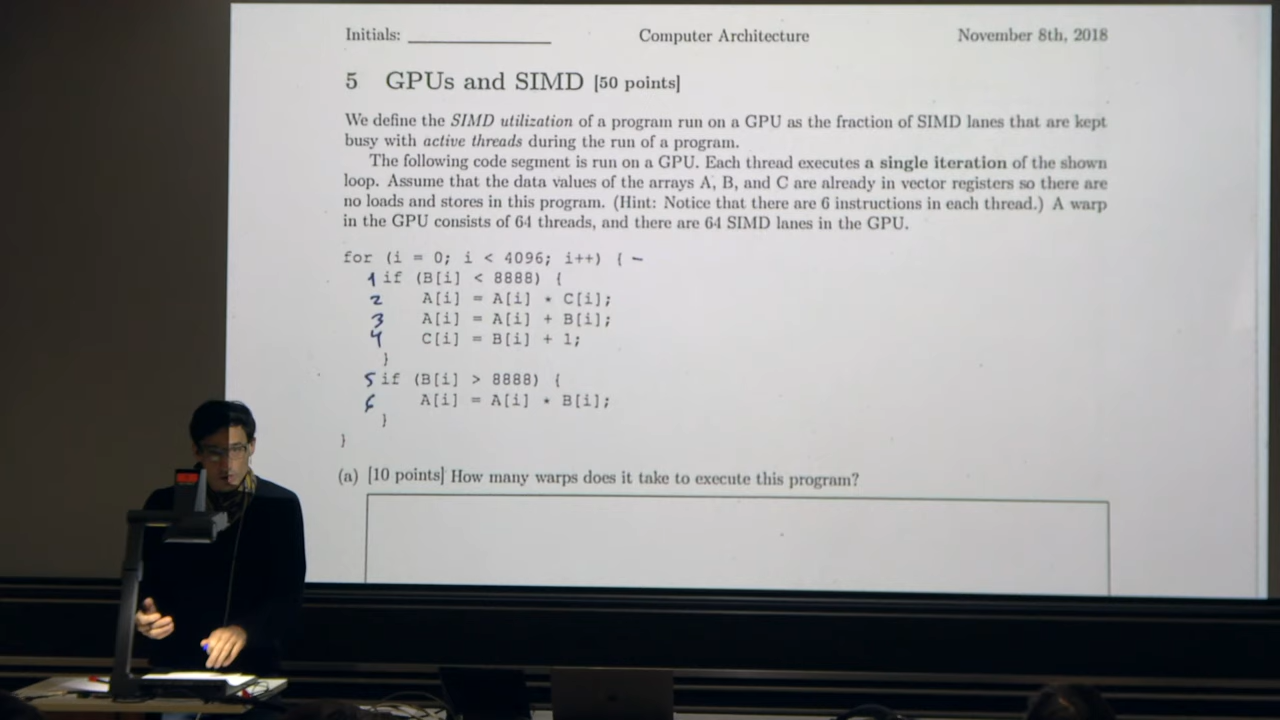 Initials: Computer Architecture November 8th, 2018
5 GPUs and SIMD [50 points]
We define the SIMD utilization of a program run on a GPU as the fraction of SIMD lanes that are kept
busy with active threads during the run of a program.
The following code segment is run on a GPU. Each thread executes a single iteration of the shown
loop. Assume that the data values of the arrays A, B, and C are already in vector registers so there are
no loads and stores in this program. (Hint: Notice that there are 6 instructions in each thread.) A warp
in the GPU consists of 64 threads, and there are 64 SIMD lanes in the GPU.
for (i = 0; i < 4096; i++) { -
1 if (B[i] < 8888) {
2 A[i] = A[i] * C[i];
3 A[i] = A[i] + B[i];
4 C[i] = B[i] + 1;
}
5 if (B[i] > 8888) {
6 A[i] = A[i] * B[i];
}
}
(a) [10 points] How many warps does it take to execute this program?